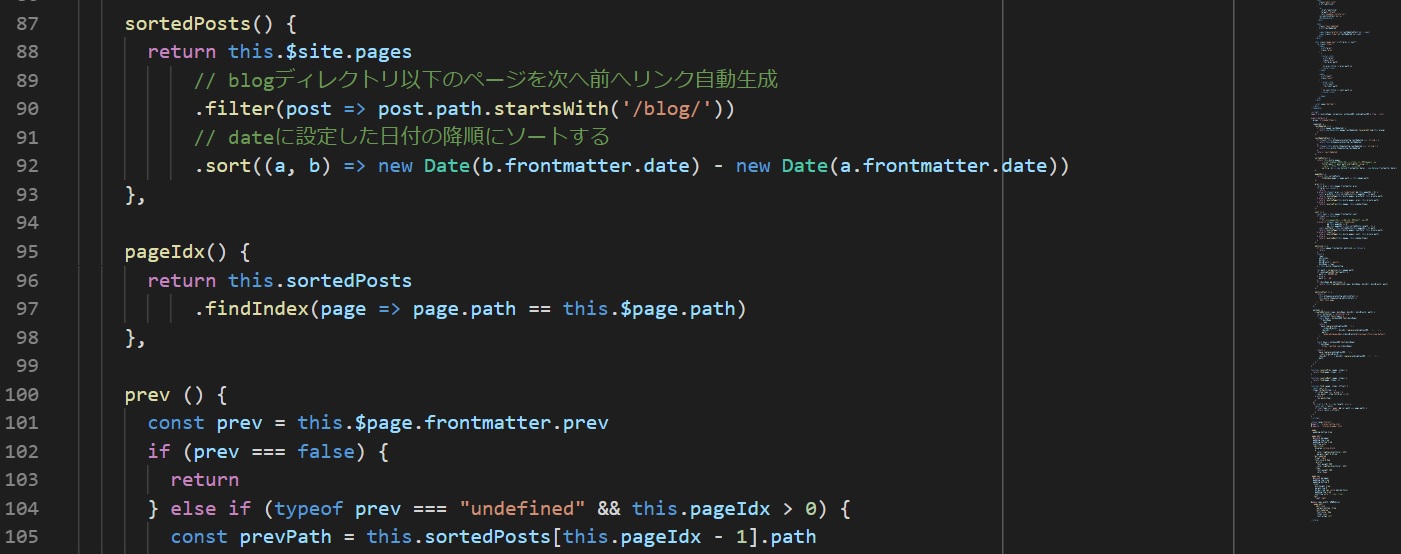 87 sortedPosts() {
88 return this.$site.pages
89 // blogディレクトリ以下のページを次へ前へリンク自動生成
90 .filter(post => post.path.startsWith('/blog/'))
91 // dateに設定した日付の降順にソートする
92 .sort((a, b) => new Date(b.frontmatter.date) - new Date(a.frontmatter.date))
93 },
94
95 pageIdx() {
96 return this.sortedPosts
97 .findIndex(page => page.path == this.$page.path)
98 },
99
100 prev () {
101 const prev = this.$page.frontmatter.prev
102 if (prev === false) {
103 return
104 } else if (typeof prev === "undefined" && this.pageIdx > 0) {
105 const prevPath = this.sortedPosts[this.pageIdx - 1].path